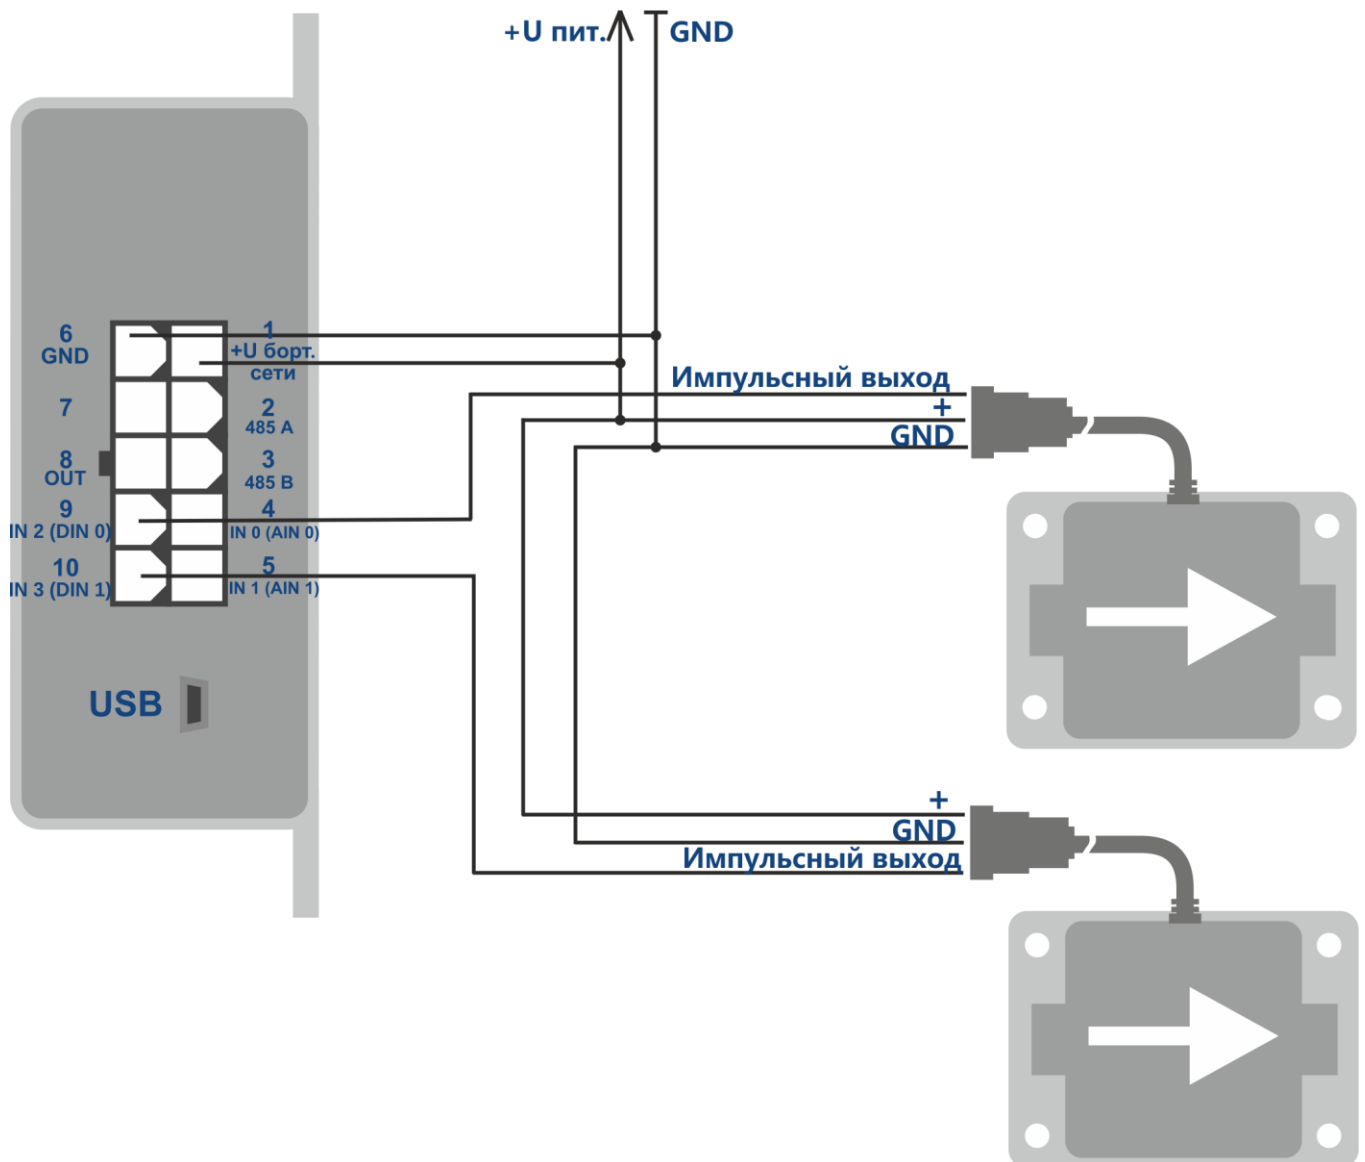 +U пит.
GND
6
GND
1
+U борт.
сети
7
2
485 A
8
OUT
3
485 B
9
IN 2 (DIN 0)
4
IN 0 (AIN 0)
10
IN 3 (DIN 1)
5
IN 1 (AIN 1)
USB
Импульсный выход
+
GND
+
GND
Импульсный выход